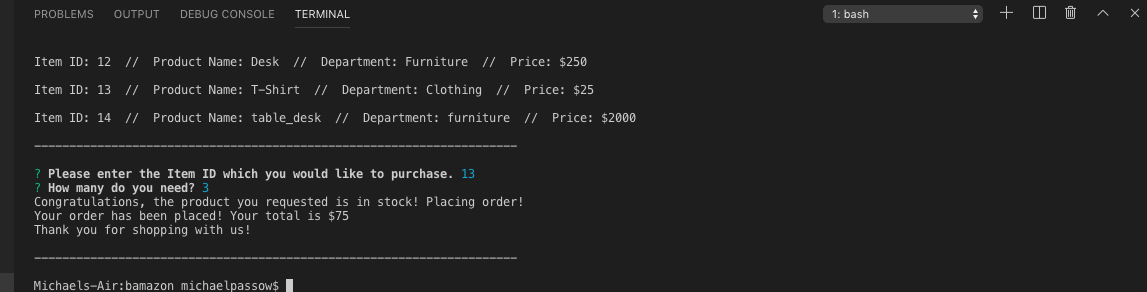 PROBLEMS OUTPUT DEBUG CONSOLE TERMINAL 1: bash
Item ID: 12 // Product Name: Desk // Department: Furniture // Price: $250
Item ID: 13 // Product Name: T-Shirt // Department: Clothing // Price: $25
Item ID: 14 // Product Name: table_desk // Department: furniture // Price: $2000
---------------------------------------------------------------------
? Please enter the Item ID which you would like to purchase. 13
? How many do you need? 3
Congratulations, the product you requested is in stock! Placing order!
Your order has been placed! Your total is $75
Thank you for shopping with us!
---------------------------------------------------------------------
Michaels-Air:bamazon michaelpassow$